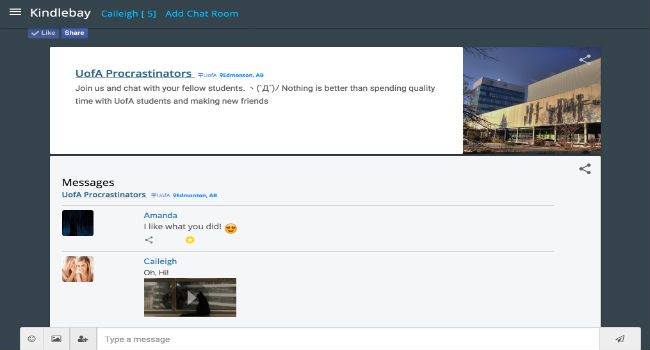 Kindlebay Caileigh [ 5] Add Chat Room
Like Share
UofA Procrastinators UofA Edmonson, AB
Join us and chat with your fellow students. ヽ(ﾟДﾟ)ﾉ Nothing is better than spending quality
time with UofA students and making new friends
Messages
UofA Procrastinators UofA Edmonson, AB
Amanda
I like what you did! 😍
Caileigh
Oh, Hi!
Type a message